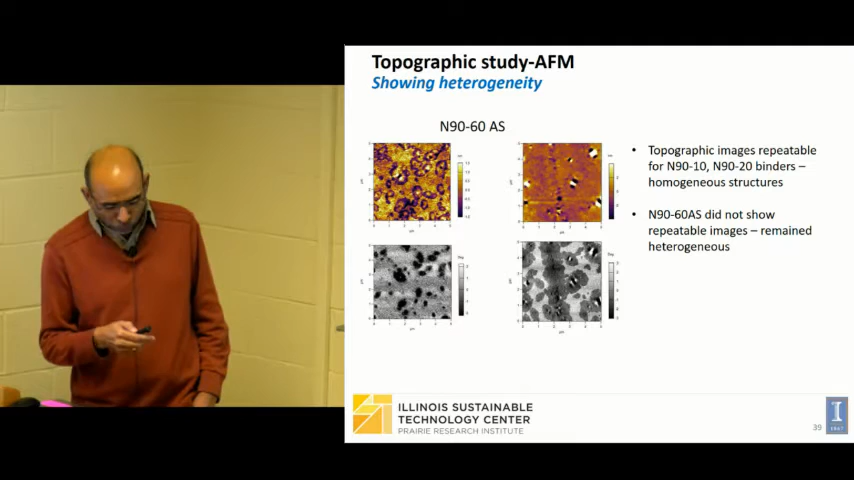 Topographic study-AFM
Showing heterogeneity
N90-60 AS
• Topographic images repeatable
for N90-10, N90-20 binders –
homogeneous structures
• N90-60AS did not show
repeatable images – remained
heterogeneous
ILLINOIS SUSTAINABLE
TECHNOLOGY CENTER
PRAIRIE RESEARCH INSTITUTE
39
I
1867